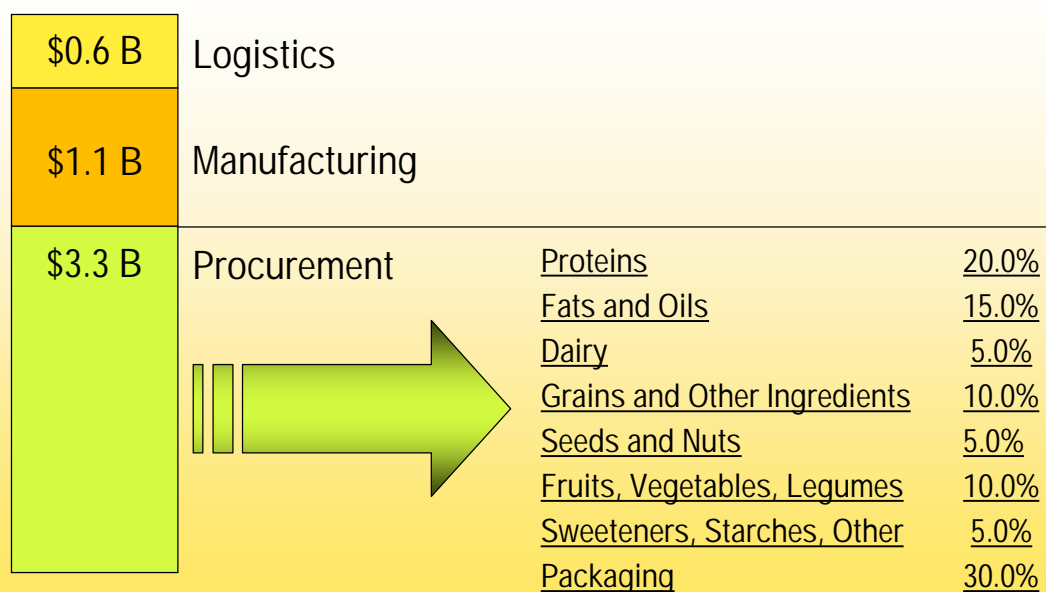 $0.6 B Logistics
$1.1 B Manufacturing
$3.3 B Procurement
Proteins 20.0%
Fats and Oils 15.0%
Dairy 5.0%
Grains and Other Ingredients 10.0%
Seeds and Nuts 5.0%
Fruits, Vegetables, Legumes 10.0%
Sweeteners, Starches, Other 5.0%
Packaging 30.0%